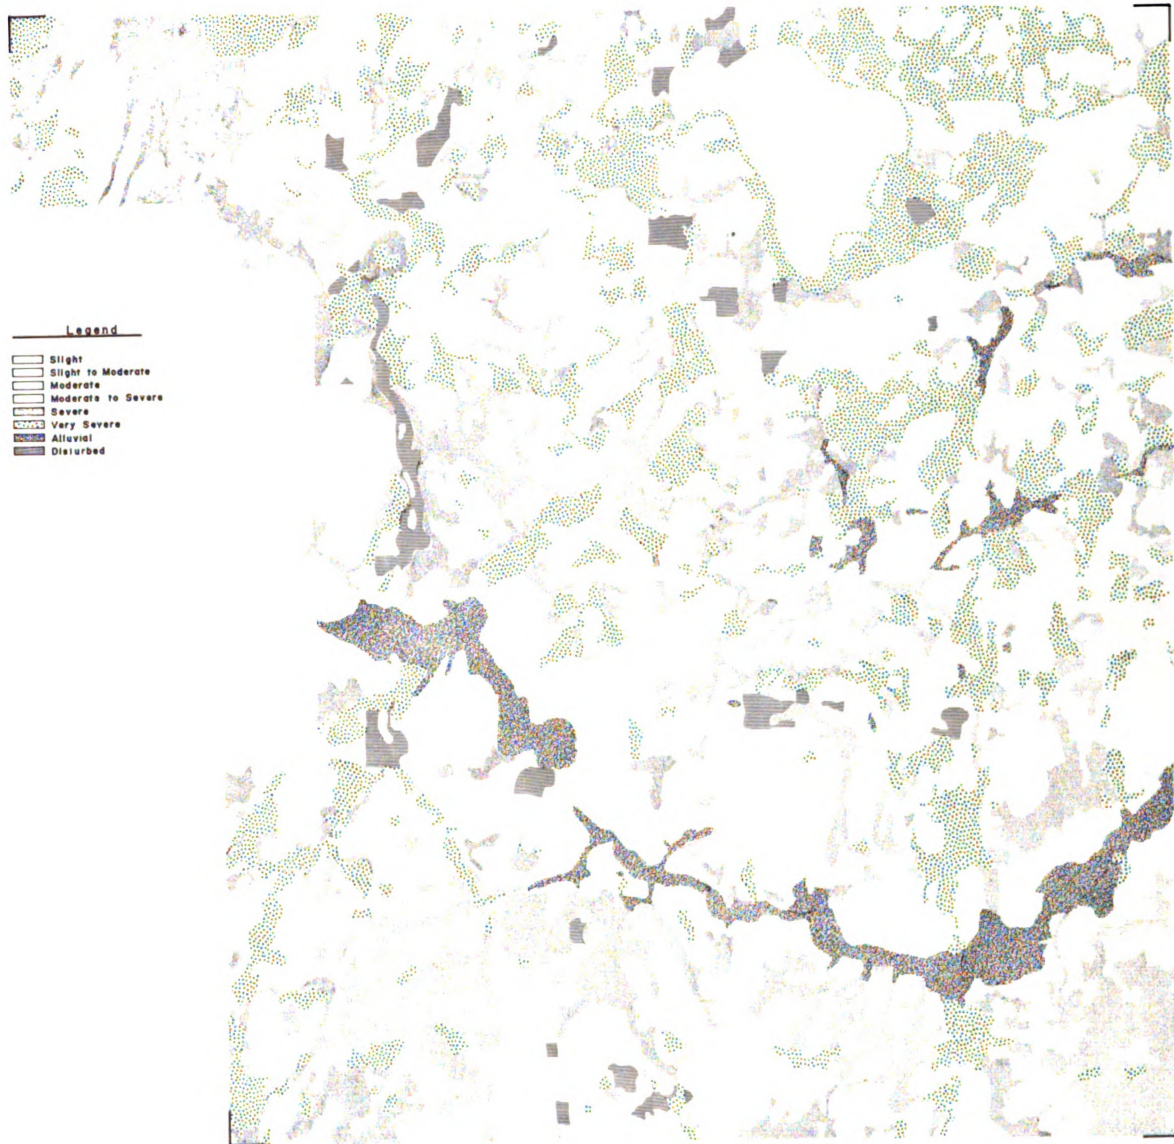 Legend
Slight
Slight to Moderate
Moderate
Moderate to Severe
Severe
Very Severe
Alluvial
Disturbed